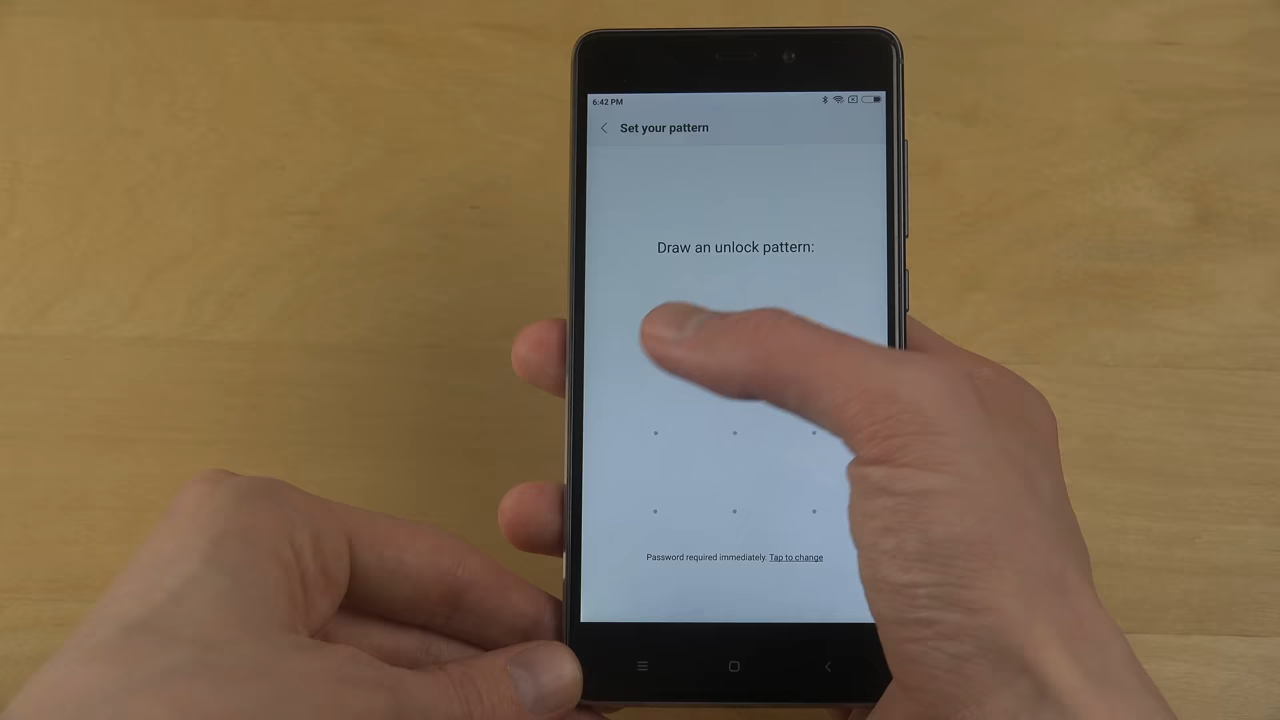 6:42 PM
Set your pattern
Draw an unlock pattern:
Password required immediately. Tap to change